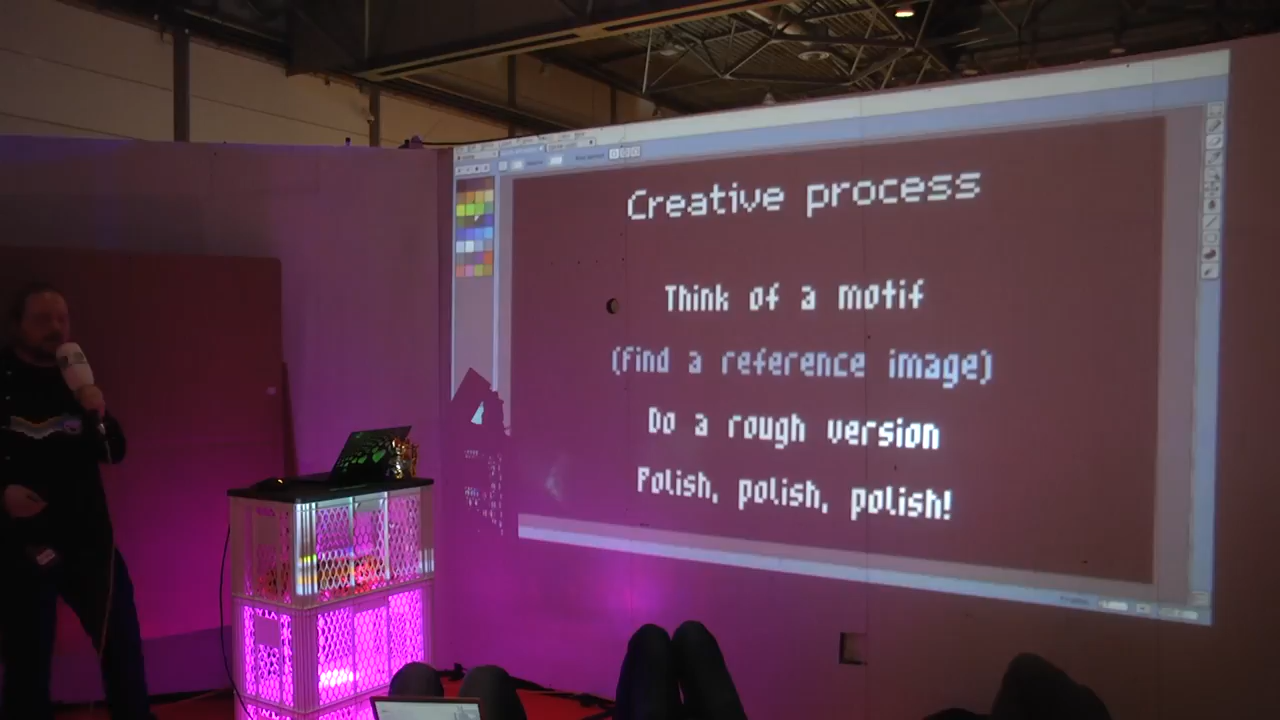 Creative process
Think of a motif
(find a reference image)
Do a rough version
Polish, polish, polish!